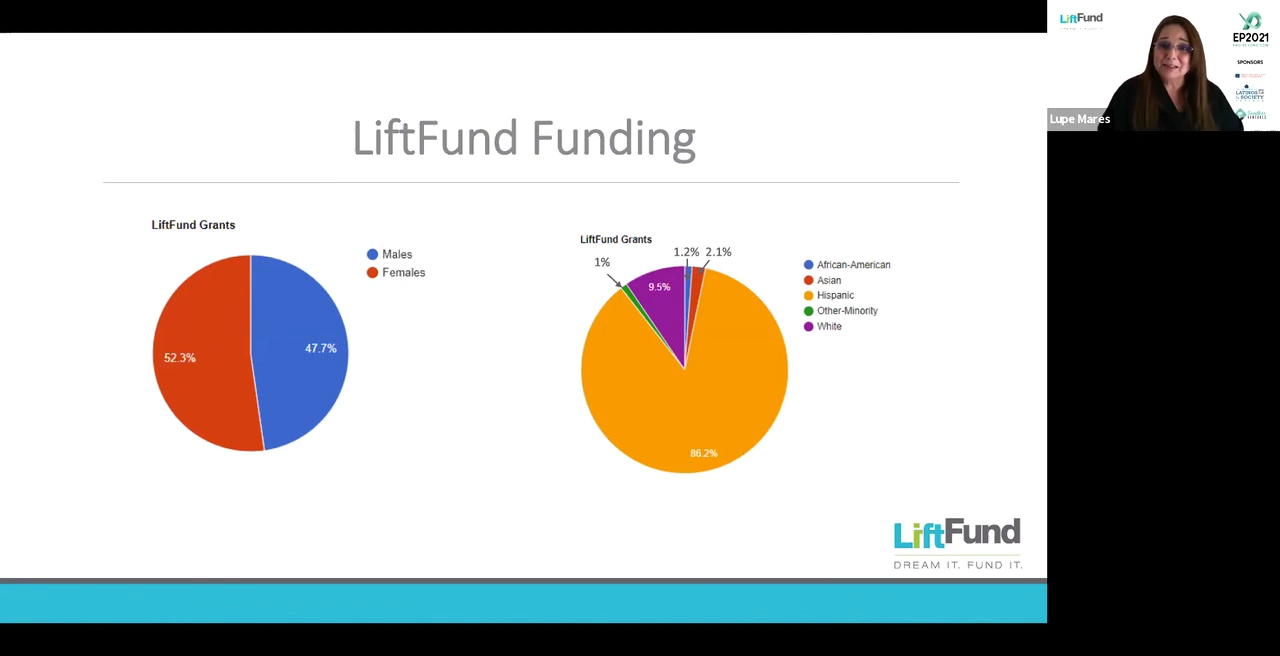 LiftFund Funding
LiftFund Grants
Males
Females
52.3%
47.7%
LiftFund Grants
1%
1.2%
2.1%
9.5%
86.2%
African-American
Asian
Hispanic
Other-Minority
White
LiftFund
DREAM IT. FUND IT.
LiftFund
EP2021
SPONSORS
LATINOS
SOCIETY
Lupe Mares